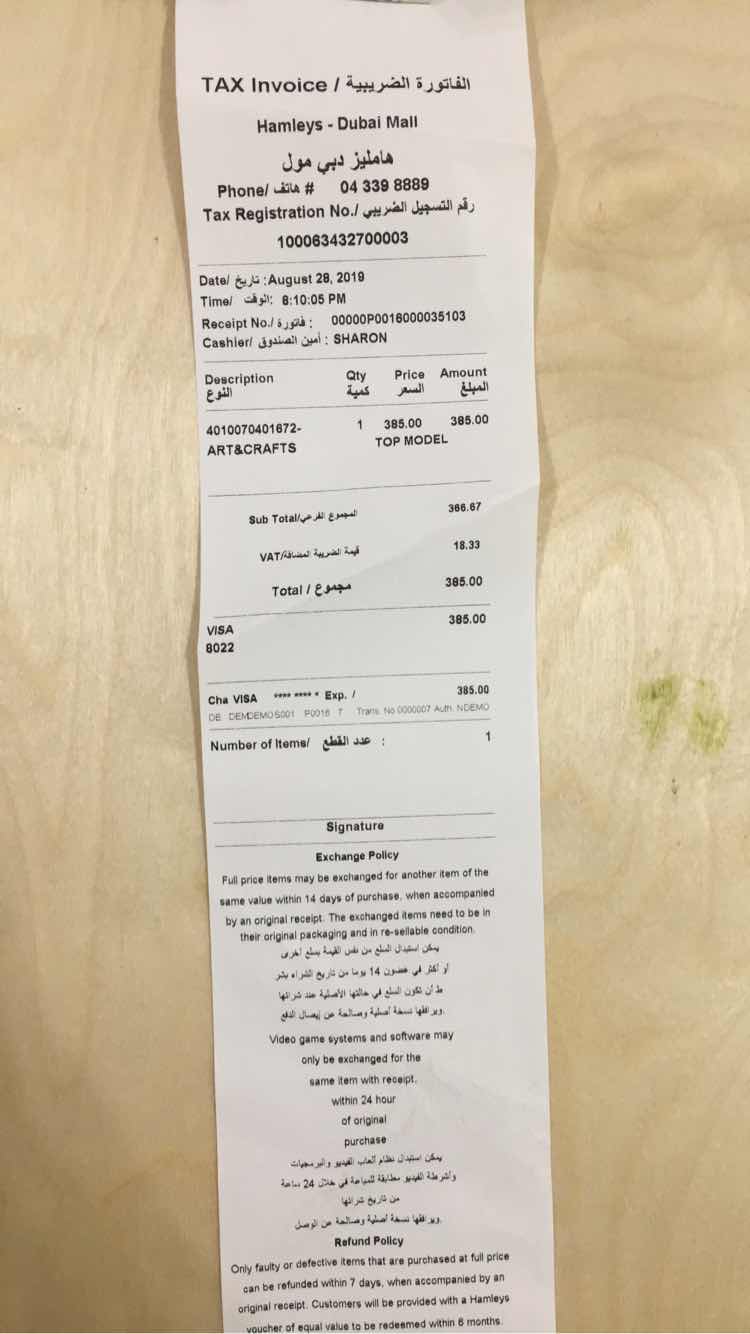 TAX Invoice / الفاتورة الضريبية
Hamleys - Dubai Mall
هامليز دبي مول
Phone/ هاتف # 04 339 8889
Tax Registration No./ رقم التسجيل الضريبي
100063432700003
Date/ تاريخ :August 28, 2019
Time/ الوقت: 8:10:05 PM
Receipt No./ فاتورة : 00000P0016000035103
Cashier/ أمين الصندوق : SHARON
Description Qty Price Amount
النوع كمية السعر المبلغ
4010070401672- 1 385.00 385.00
ART&CRAFTS TOP MODEL
Sub Total/المجموع الفرعي 366.67
VAT/قيمة الضريبة المضافة 18.33
Total / مجموع 385.00
VISA 385.00
8022
Cha VISA **** **** * Exp. / 385.00
DE DEMDEMOS001 P0016 T Trans. No 0000007 Auth. NDEMO
Number of Items/ عدد القطع : 1
Signature
Exchange Policy
Full price items may be exchanged for another item of the
same value within 14 days of purchase, when accompanied
by an original receipt. The exchanged items need to be in
their original packaging and in re-sellable condition.
يمكن استبدال السلع من نفس القيمة بسلع أخرى
أو أكثر في غضون 14 يوما من تاريخ الشراء بشر
ط أن تكون السلع في حالتها الأصلية عند شرائها
ويرافقها نسخة أصلية وصالحة عن إيصال الدفع.
Video game systems and software may
only be exchanged for the
same item with receipt,
within 24 hour
of original
purchase
يمكن استبدال نظام ألعاب الفيديو والبرمجيات
وأشرطة الفيديو مطابقة للمباعة في خلال 24 ساعة
من تاريخ شرائها
ويرافقها نسخة أصلية وصالحة عن الوصل.
Refund Policy
Only faulty or defective items that are purchased at full price
can be refunded within 7 days, when accompanied by an
original receipt. Customers will be provided with a Hamleys
voucher of equal value to be redeemed within 6 months.